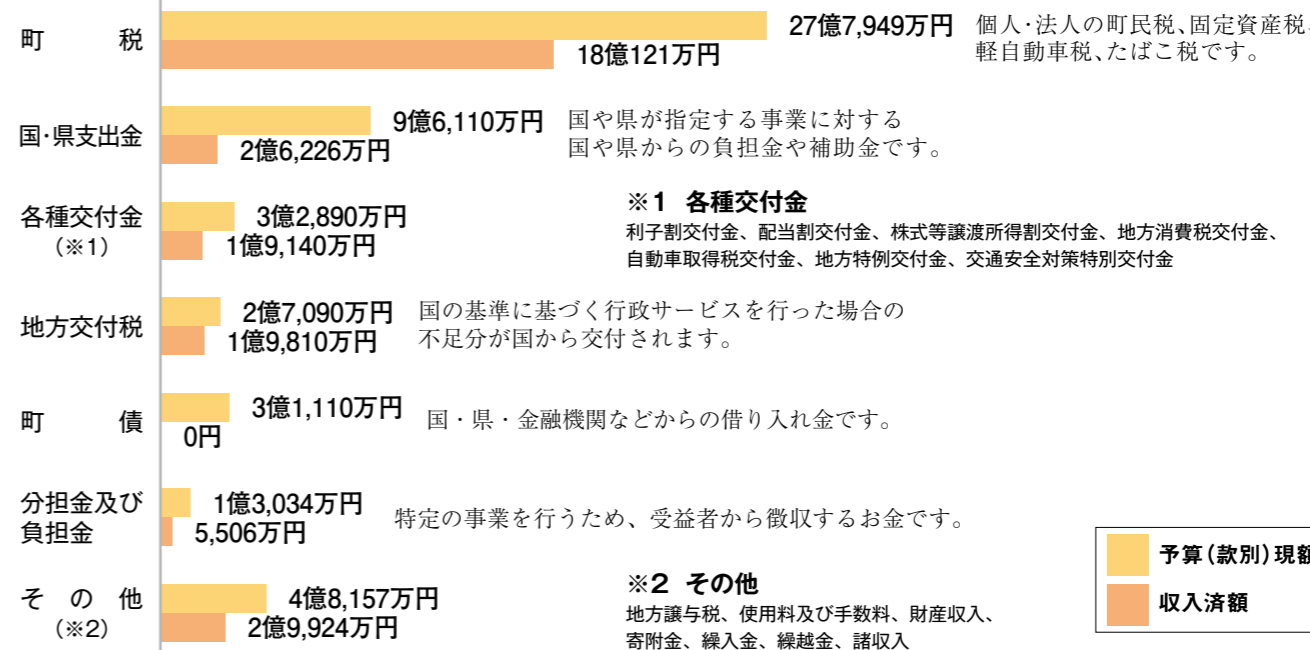 町税
27億7,949万円
18億121万円
個人・法人の町民税、固定資産税、
軽自動車税、たばこ税です。
国・県支出金
9億6,110万円
2億6,226万円
国や県が指定する事業に対する
国や県からの負担金や補助金です。
各種交付金
(※1)
3億2,890万円
1億9,140万円
※1 各種交付金
利子割交付金、配当割交付金、株式等譲渡所得割交付金、地方消費税交付金、
自動車取得税交付金、地方特例交付金、交通安全対策特別交付金
地方交付税
2億7,090万円
1億9,810万円
国の基準に基づく行政サービスを行った場合の
不足分が国から交付されます。
町債
3億1,110万円
0円
国・県・金融機関などからの借り入れ金です。
分担金及び
負担金
1億3,034万円
5,506万円
特定の事業を行うため、受益者から徴収するお金です。
その他
(※2)
4億8,157万円
2億9,924万円
※2 その他
地方譲与税、使用料及び手数料、財産収入、
寄附金、繰入金、繰越金、諸収入
予算(款別)現額
収入済額